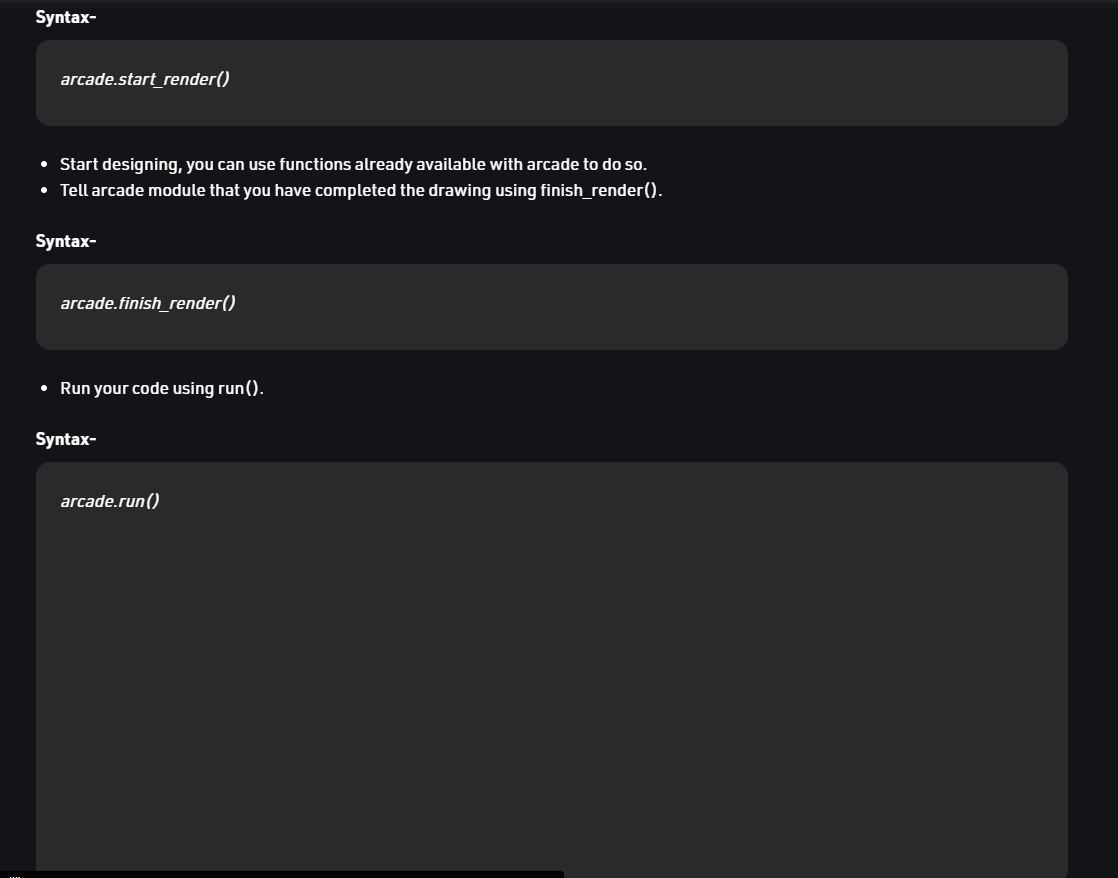 Syntax-
arcade.start_render()
• Start designing, you can use functions already available with arcade to do so.
• Tell arcade module that you have completed the drawing using finish_render().
Syntax-
arcade.finish_render()
• Run your code using run().
Syntax-
arcade.run()